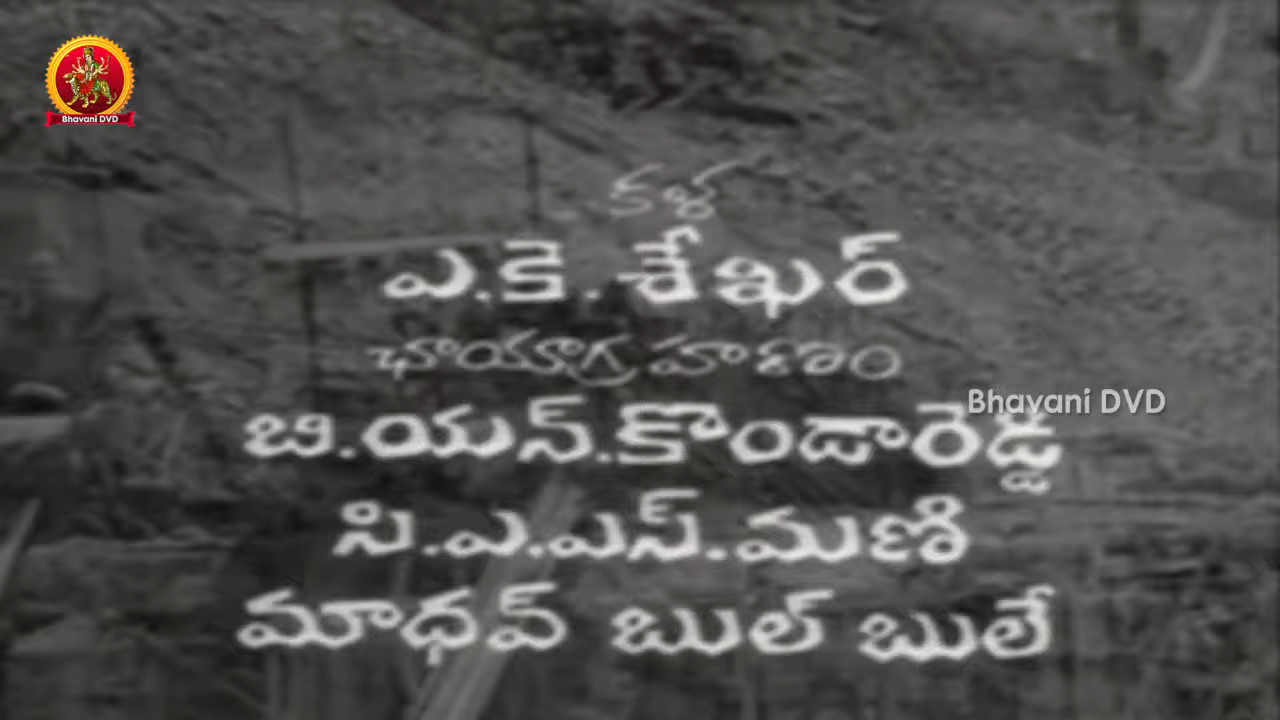 Bhavani DVD
కళ
ఎ.కె.శేఖర్
ఛాయాగ్రహణం
Bhavani DVD
బి.యన్.కొండారెడ్డి
సి.ఎ.ఎస్.మణి
మాధవ్ బుల్ బులే